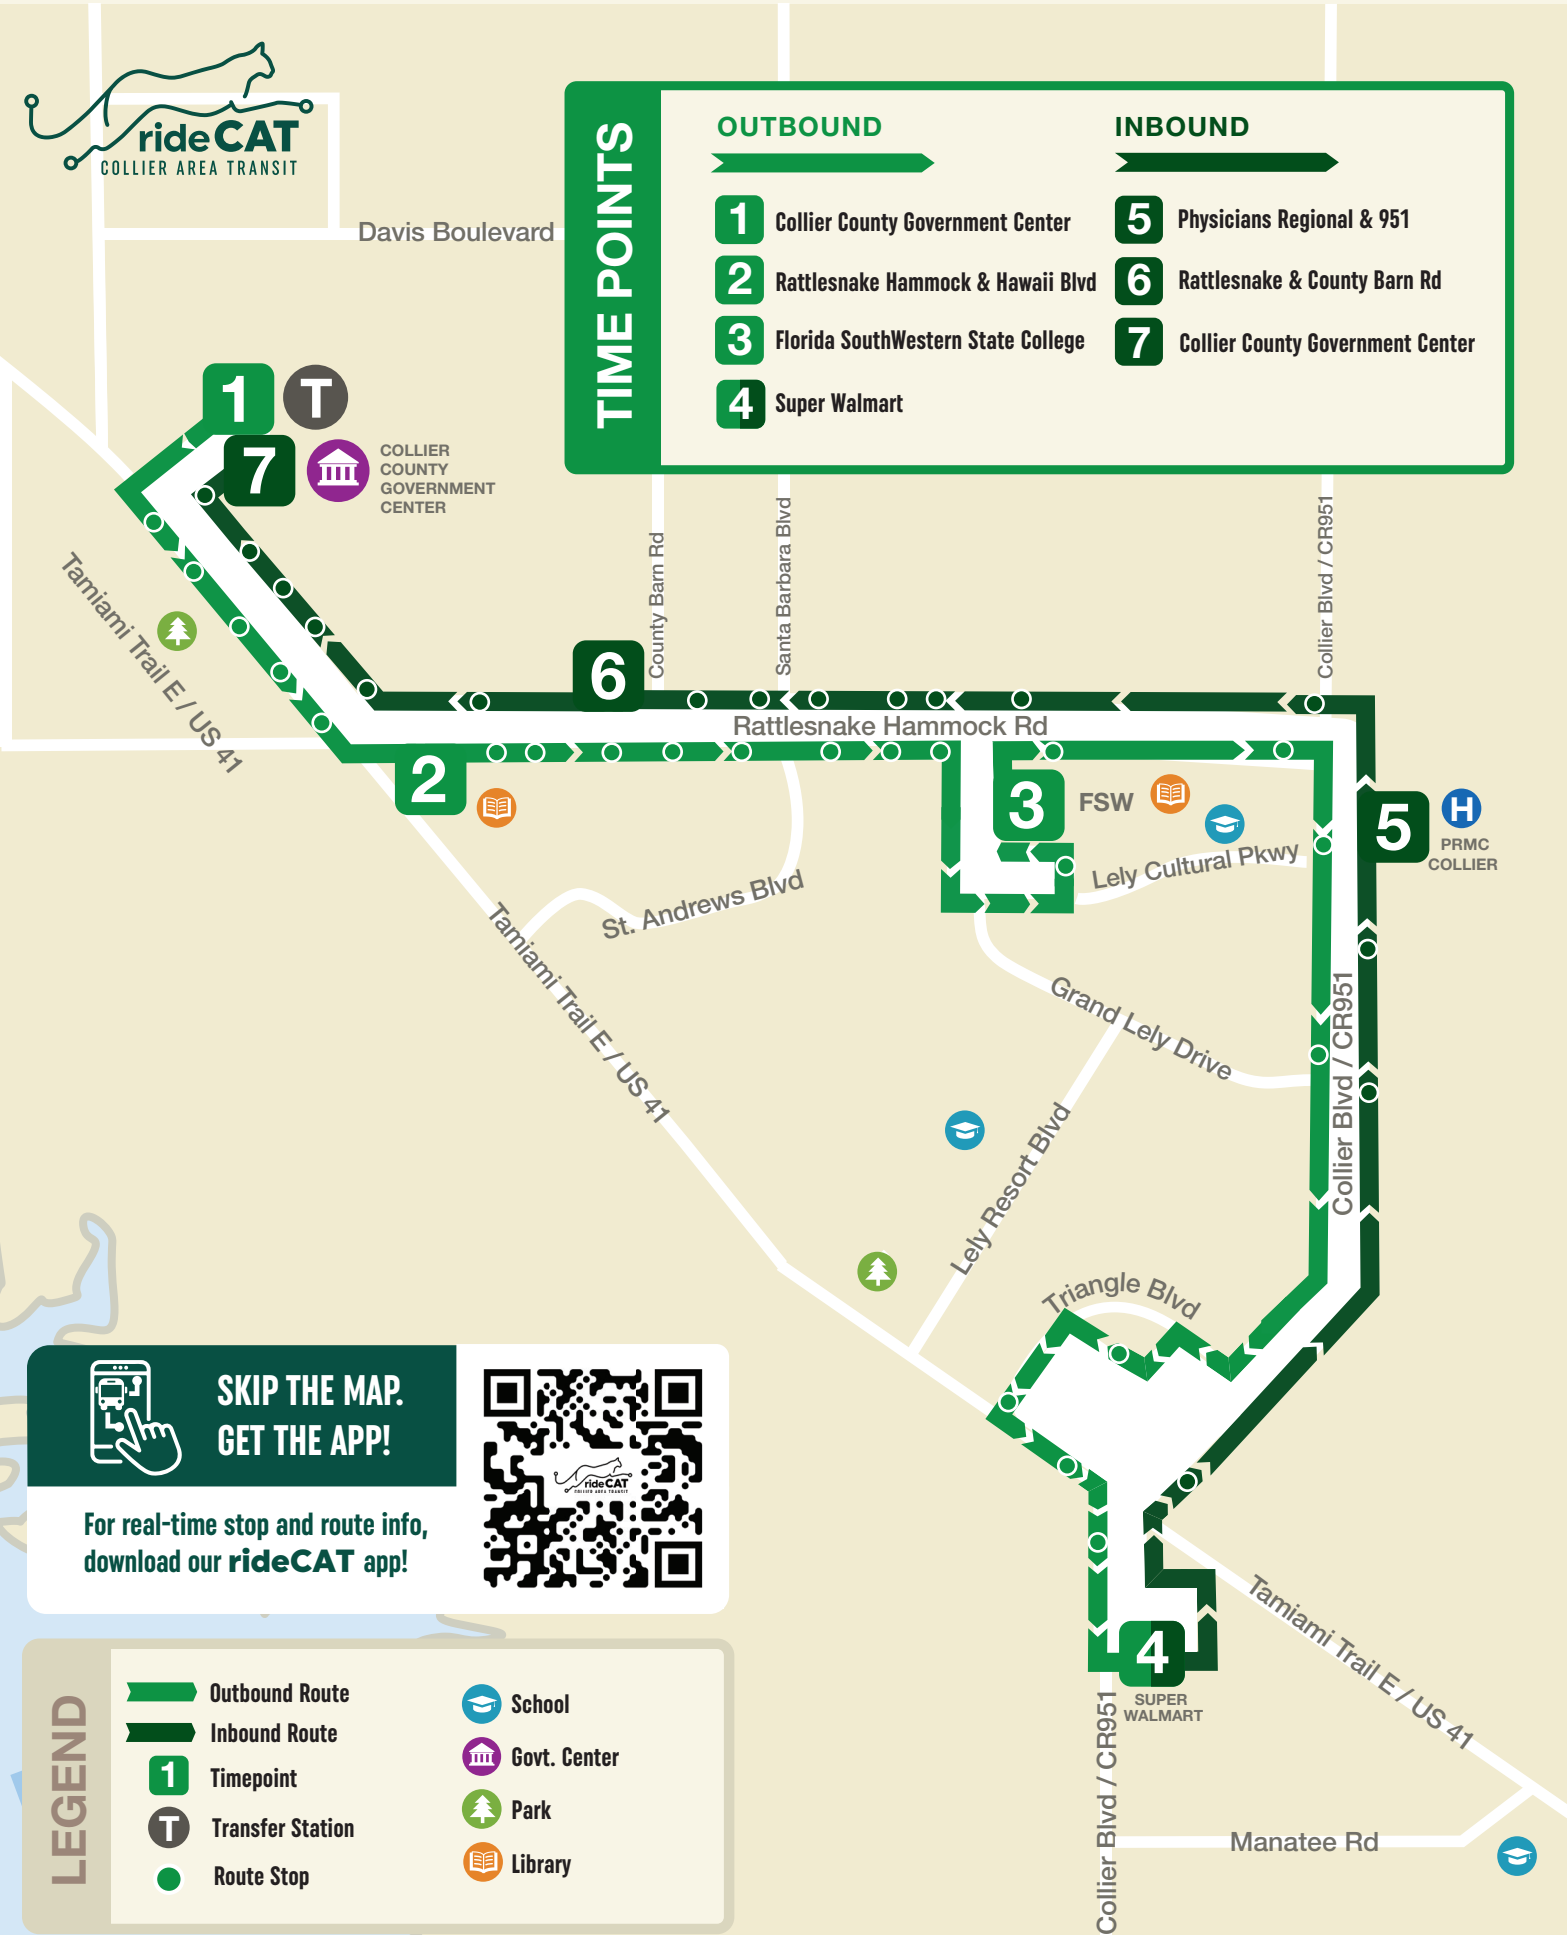 rideCAT
COLLIER AREA TRANSIT
TIME POINTS
OUTBOUND
1 Collier County Government Center
2 Rattlesnake Hammock & Hawaii Blvd
3 Florida SouthWestern State College
4 Super Walmart
INBOUND
5 Physicians Regional & 951
6 Rattlesnake & County Barn Rd
7 Collier County Government Center
Davis Boulevard
1
T
7
COLLIER
COUNTY
GOVERNMENT
CENTER
Tamiami Trail E / US 41
County Barn Rd
Santa Barbara Blvd
Collier Blvd / CR951
6
Rattlesnake Hammock Rd
2
3
FSW
5
H
PRMC
COLLIER
Lely Cultural Pkwy
St. Andrews Blvd
Tamiami Trail E / US 41
Grand Lely Drive
Collier Blvd / CR951
Lely Resort Blvd
Triangle Blvd
SKIP THE MAP.
GET THE APP!
For real-time stop and route info,
download our rideCAT app!
rideCAT
COLLIER AREA TRANSIT
4
SUPER
WALMART
Tamiami Trail E / US 41
Collier Blvd / CR951
Manatee Rd
LEGEND
Outbound Route
Inbound Route
1 Timepoint
T Transfer Station
Route Stop
School
Govt. Center
Park
Library